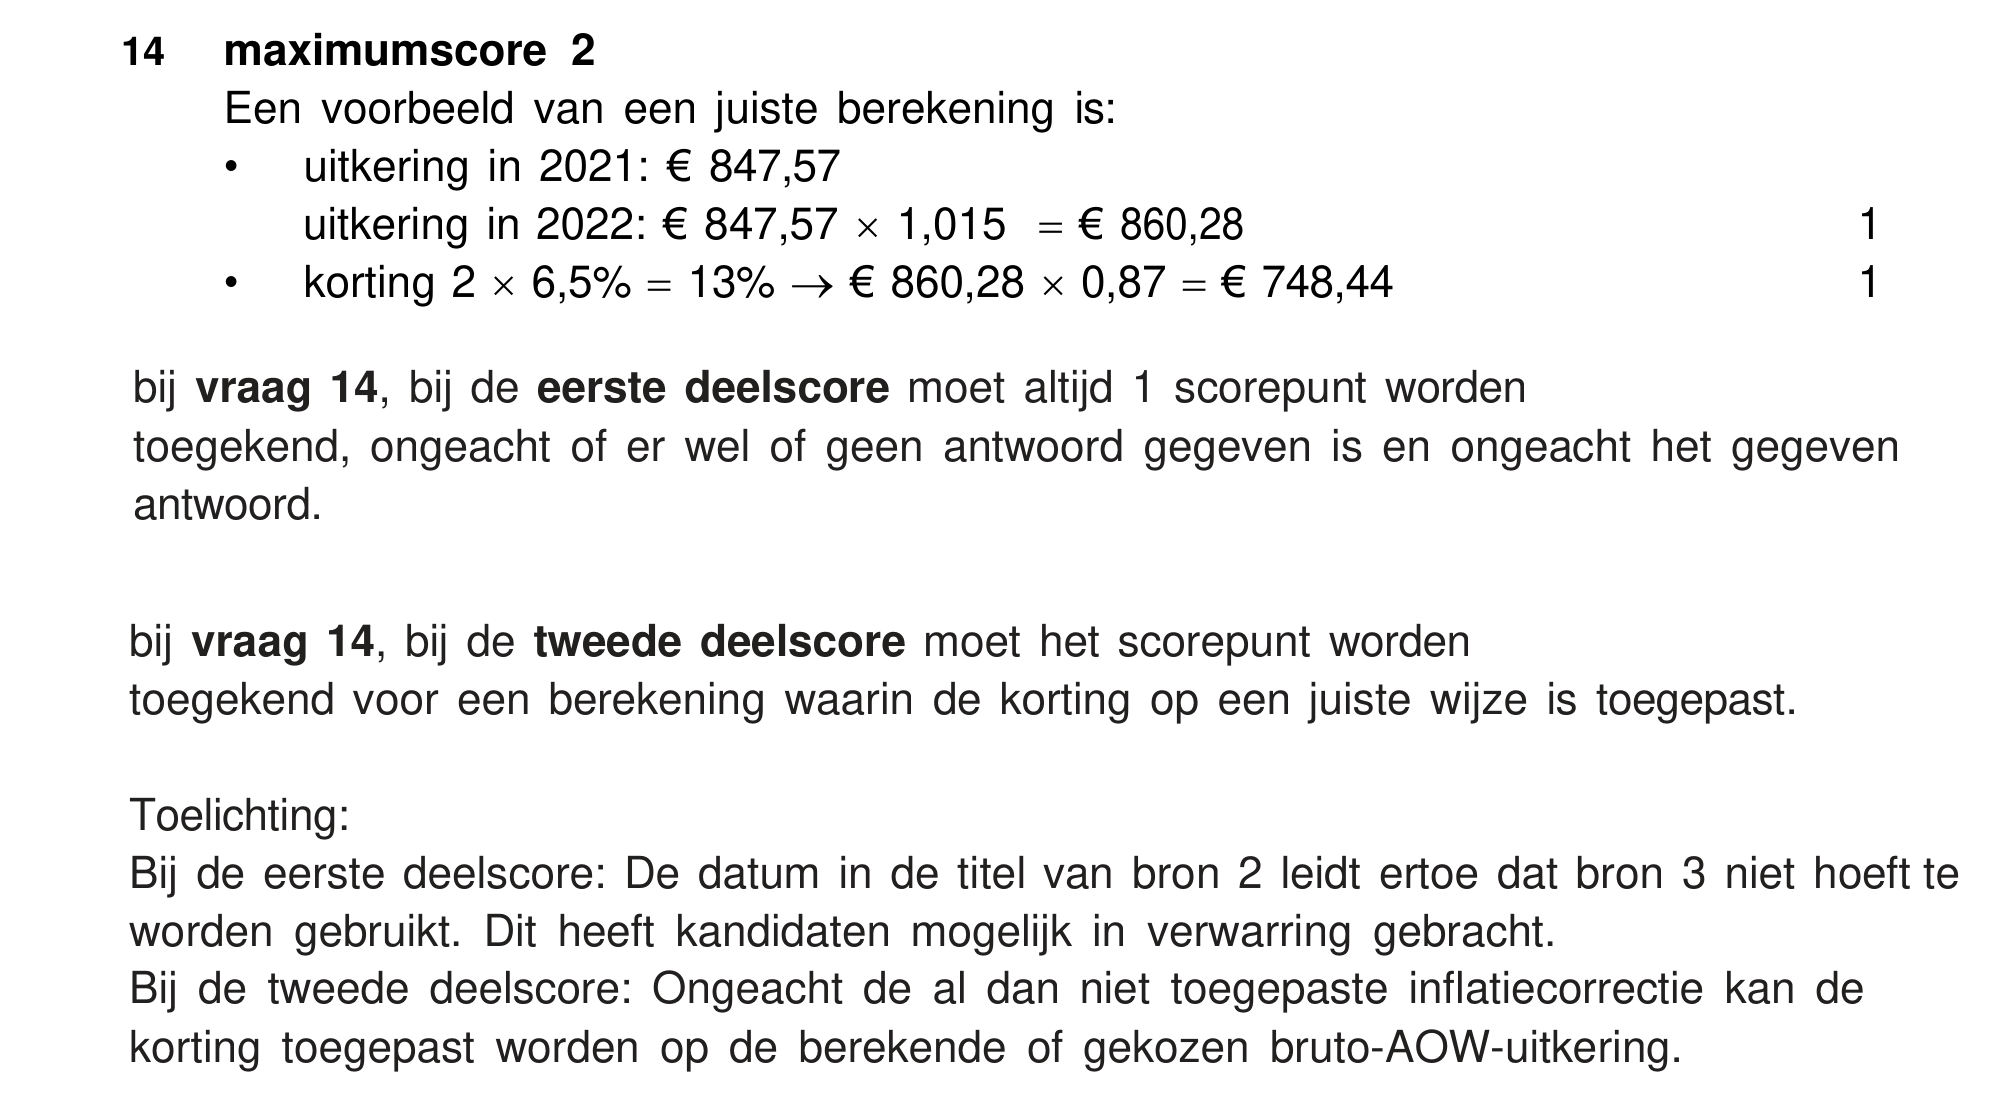 14 maximumscore 2
Een voorbeeld van een juiste berekening is:
• uitkering in 2021: € 847,57
uitkering in 2022: € 847,57 × 1,015 = € 860,28 1
• korting 2 × 6,5% = 13% → € 860,28 × 0,87 = € 748,44 1
bij vraag 14, bij de eerste deelscore moet altijd 1 scorepunt worden
toegekend, ongeacht of er wel of geen antwoord gegeven is en ongeacht het gegeven
antwoord.
bij vraag 14, bij de tweede deelscore moet het scorepunt worden
toegekend voor een berekening waarin de korting op een juiste wijze is toegepast.
Toelichting:
Bij de eerste deelscore: De datum in de titel van bron 2 leidt ertoe dat bron 3 niet hoeft te
worden gebruikt. Dit heeft kandidaten mogelijk in verwarring gebracht.
Bij de tweede deelscore: Ongeacht de al dan niet toegepaste inflatiecorrectie kan de
korting toegepast worden op de berekende of gekozen bruto-AOW-uitkering.